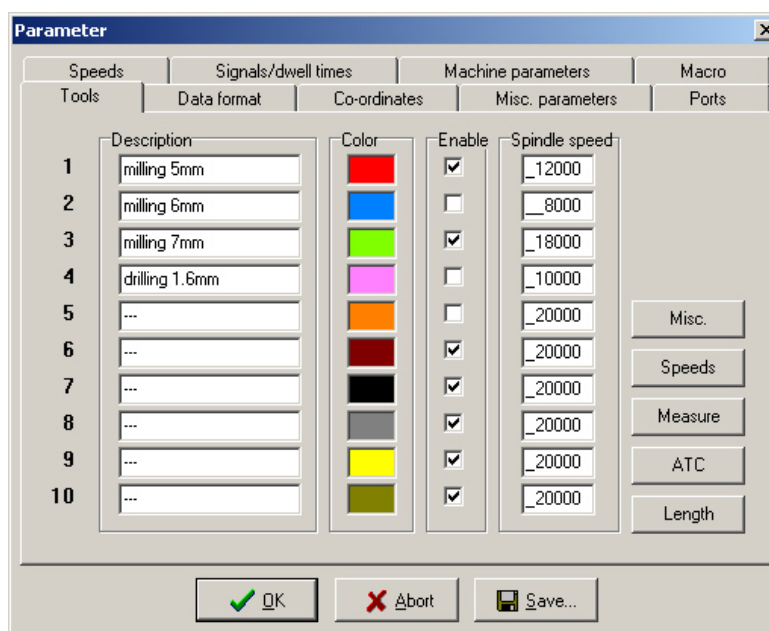 Parameter
Speeds Signals/dwell times Machine parameters Macro
Tools Data format Co-ordinates Misc. parameters Ports
Description Color Enable Spindle speed
1 milling 5mm _12000
2 milling 6mm __8000
3 milling 7mm _18000
4 drilling 1.6mm _10000
5 --- _20000 Misc.
6 --- _20000
Speeds
7 --- _20000
8 --- _20000 Measure
9 --- _20000 ATC
10 --- _20000
Length
OK Abort Save...